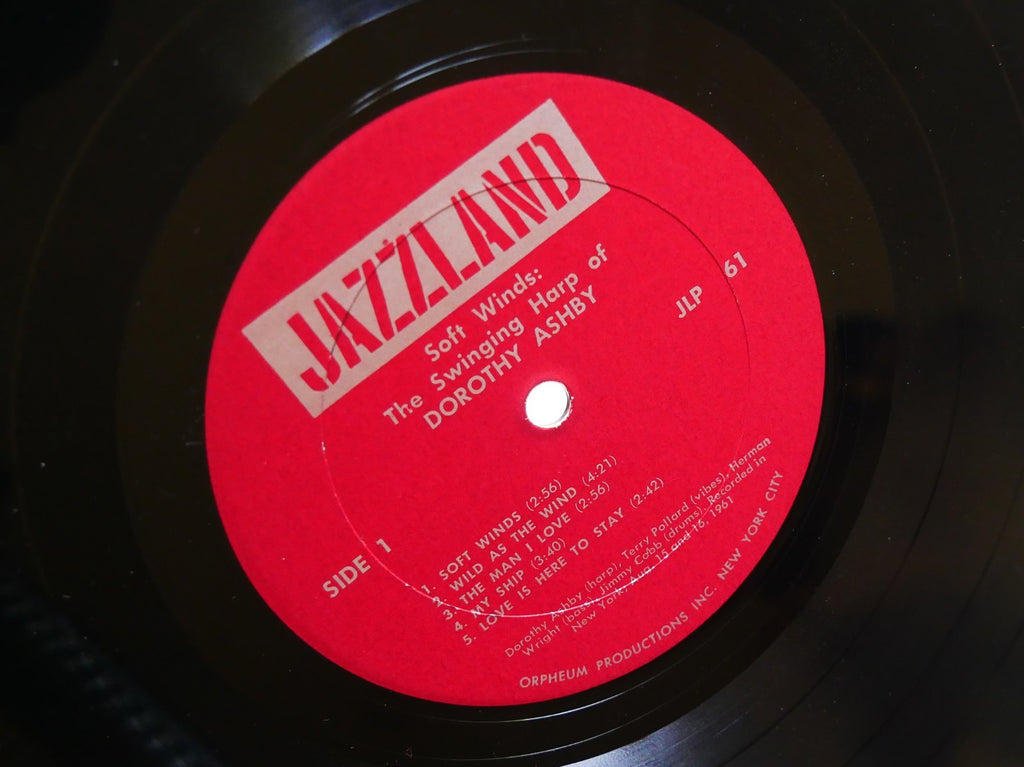 JAZZLAND
Soft Winds:
The Swinging Harp of
DOROTHY ASHBY
JLP 61
SIDE 1
1. SOFT WINDS (2:56)
2. WILD AS THE WIND (4:21)
3. THE MAN I LOVE (2:56)
4. MY SHIP (3:40)
5. LOVE IS HERE TO STAY (2:42)
Dorothy Ashby (harp), Terry Pollard (vibes), Herman
Wright (bass), Jimmy Cobb (drums). Recorded in
New York, Aug. 15 and 16, 1961
ORPHEUM PRODUCTIONS INC. NEW YORK CITY